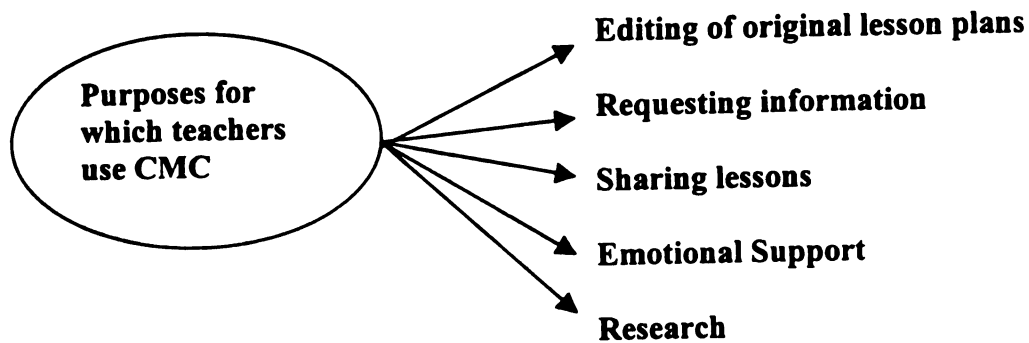 Purposes for
which teachers
use CMC
Editing of original lesson plans
Requesting information
Sharing lessons
Emotional Support
Research